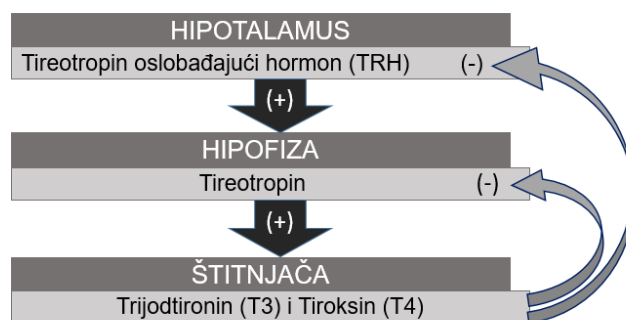 HIPOTALAMUS
Tireotropin oslobađajući hormon (TRH) (-)
(+)
HIPOFIZA
Tireotropin (-)
(+)
ŠTITNJAČA
Trijodtironin (T3) i Tiroksin (T4)